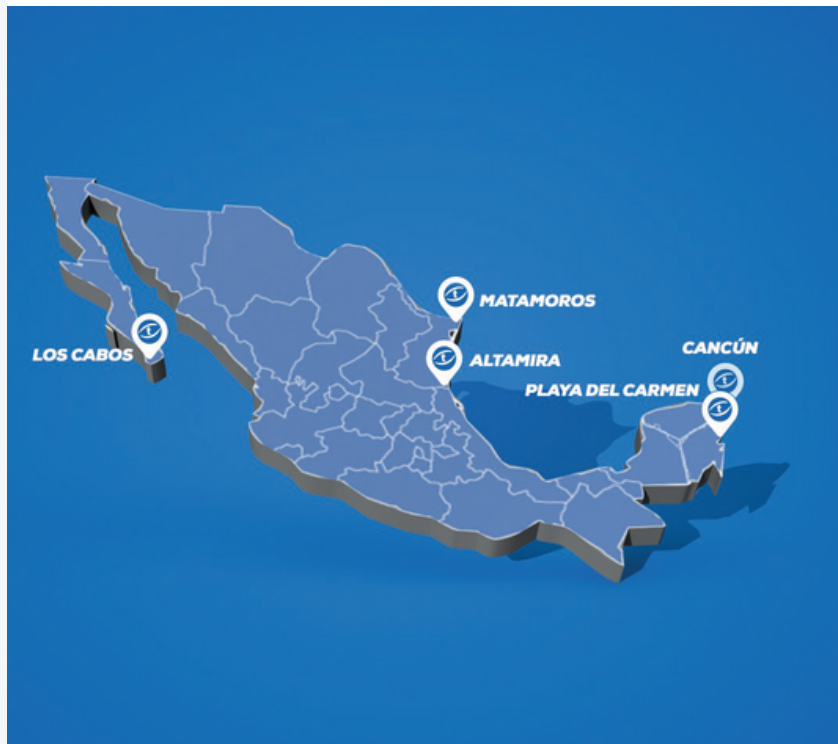 MATAMOROS
LOS CABOS
ALTAMIRA
CANCÚN
PLAYA DEL CARMEN